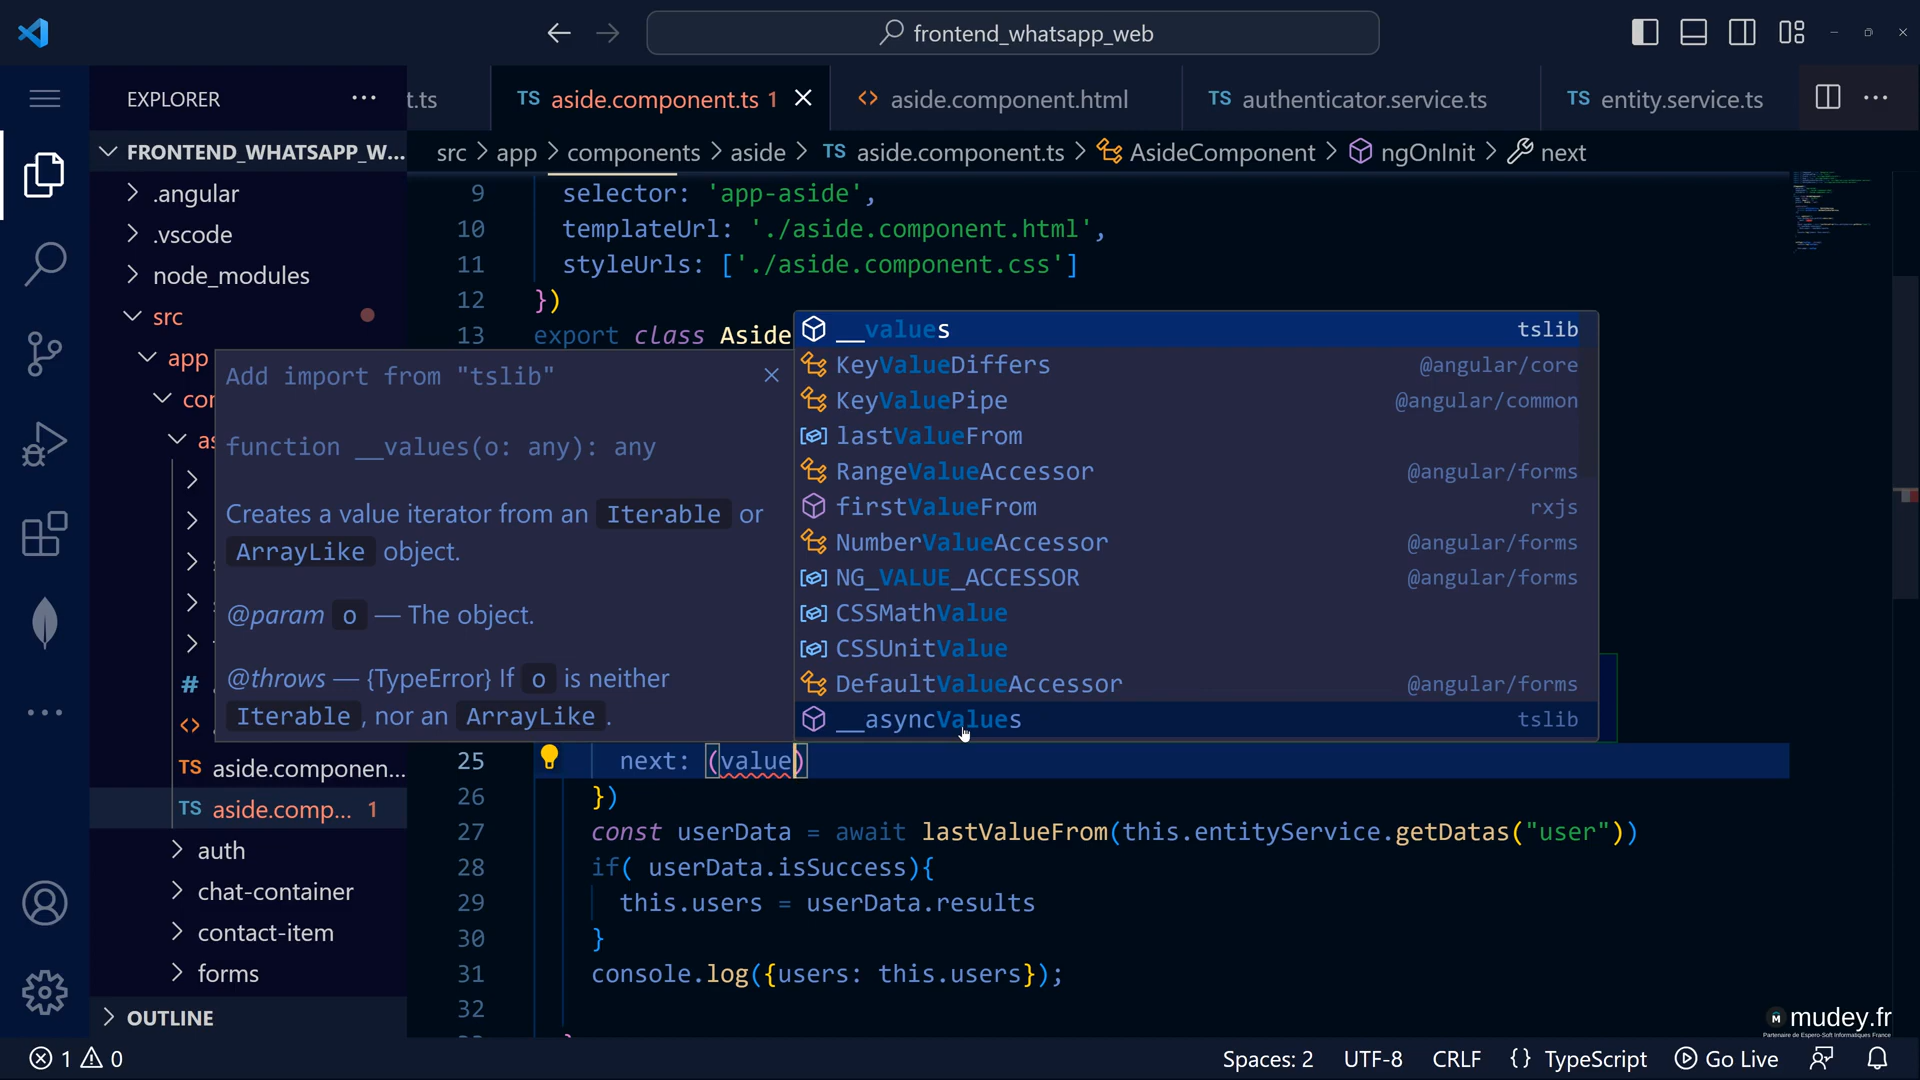 frontend_whatsapp_web
EXPLORER
t.ts
TS aside.component.ts 1
<> aside.component.html
TS authenticator.service.ts
TS entity.service.ts
FRONTEND_WHATSAPP_W...
src > app > components > aside > TS aside.component.ts > AsideComponent > ngOnInit > next
.angular
.vscode
node_modules
src
app
cor
as
TS aside.componen...
TS aside.comp... 1
auth
chat-container
contact-item
forms
OUTLINE
9 selector: 'app-aside',
10 templateUrl: './aside.component.html',
11 styleUrls: ['./aside.component.css']
12 })
13 export class Aside
Add import from "tslib"
function __values(o: any): any
Creates a value iterator from an Iterable or
ArrayLike object.
@param o — The object.
@throws — {TypeError} If o is neither
Iterable, nor an ArrayLike.
__values tslib
KeyValueDiffers @angular/core
KeyValuePipe @angular/common
lastValueFrom
RangeValueAccessor @angular/forms
firstValueFrom rxjs
NumberValueAccessor @angular/forms
NG_VALUE_ACCESSOR @angular/forms
CSSMathValue
CSSUnitValue
DefaultValueAccessor @angular/forms
__asyncValues tslib
25 next: (value)
26 })
27 const userData = await lastValueFrom(this.entityService.getDatas("user"))
28 if( userData.isSuccess){
29 this.users = userData.results
30 }
31 console.log({users: this.users});
32
mudey.fr
Partenaire de Espero-Soft Informatiques France
1 0
Spaces: 2
UTF-8
CRLF
{} TypeScript
Go Live